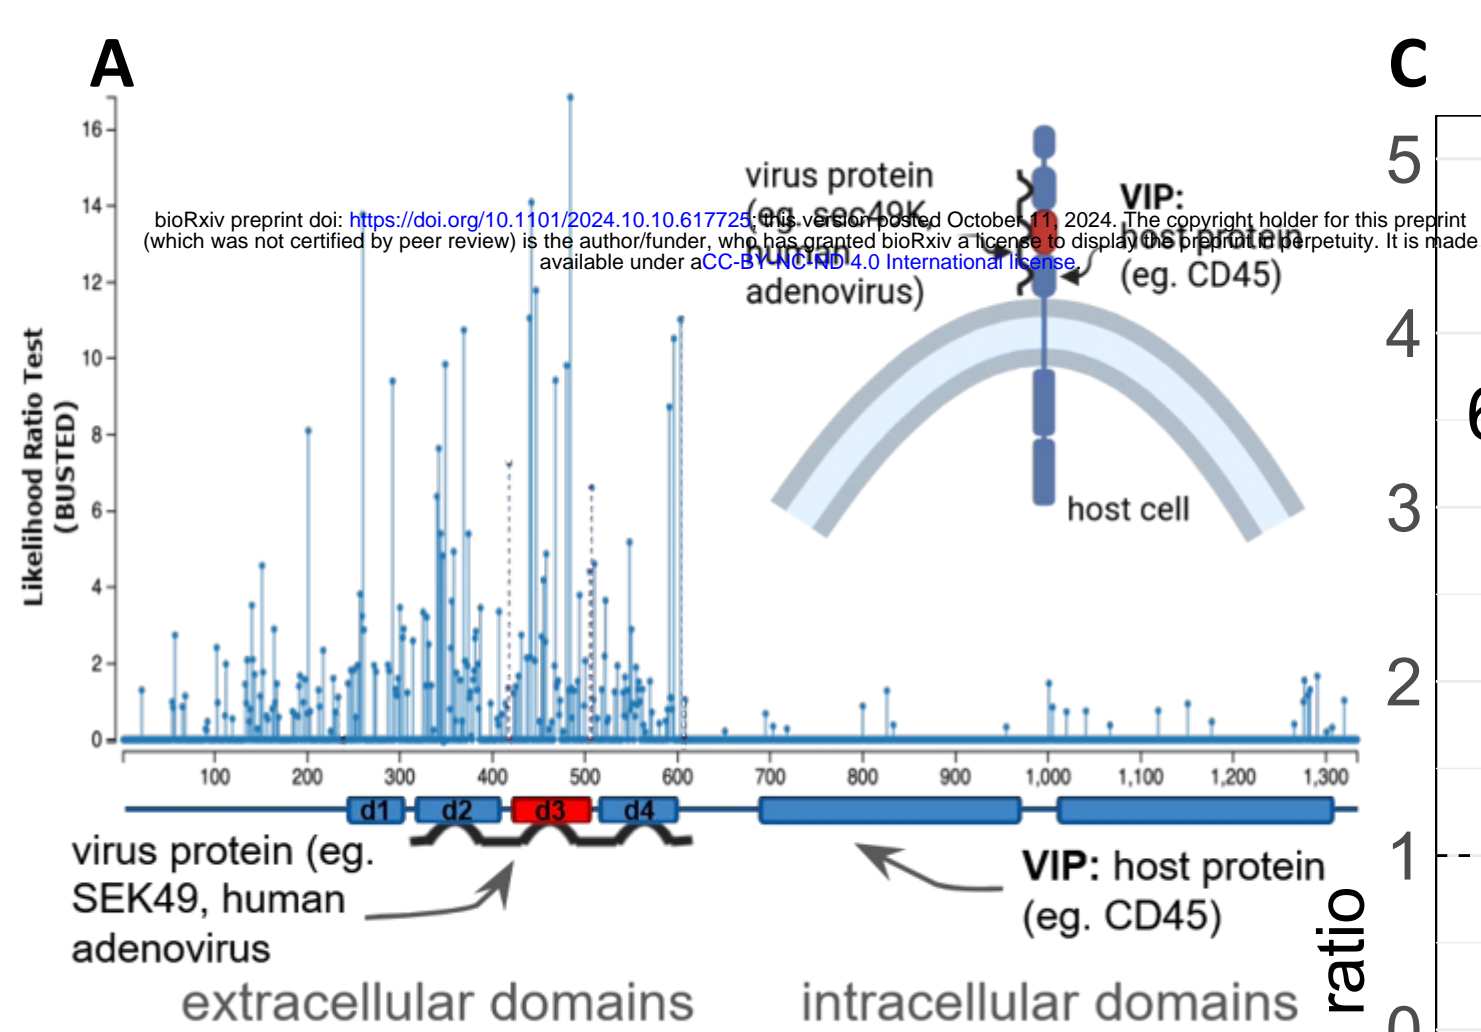 A
C
16
14
12
10
8
6
4
2
0
Likelihood Ratio Test
(BUSTED)
virus protein
(eg. sec49K,
human
adenovirus)
VIP:
host protein
(eg. CD45)
bioRxiv preprint doi: https://doi.org/10.1101/2024.10.10.617725; this version posted October 11, 2024. The copyright holder for this preprint
(which was not certified by peer review) is the author/funder, who has granted bioRxiv a license to display the preprint in perpetuity. It is made
available under aCC-BY-NC-ND 4.0 International license.
host cell
100 200 300 400 500 600 700 800 900 1,000 1,100 1,200 1,300
d1 d2 d3 d4
virus protein (eg.
SEK49, human
adenovirus
VIP: host protein
(eg. CD45)
extracellular domains
intracellular domains
5
4
3
2
1
0
6
ratio